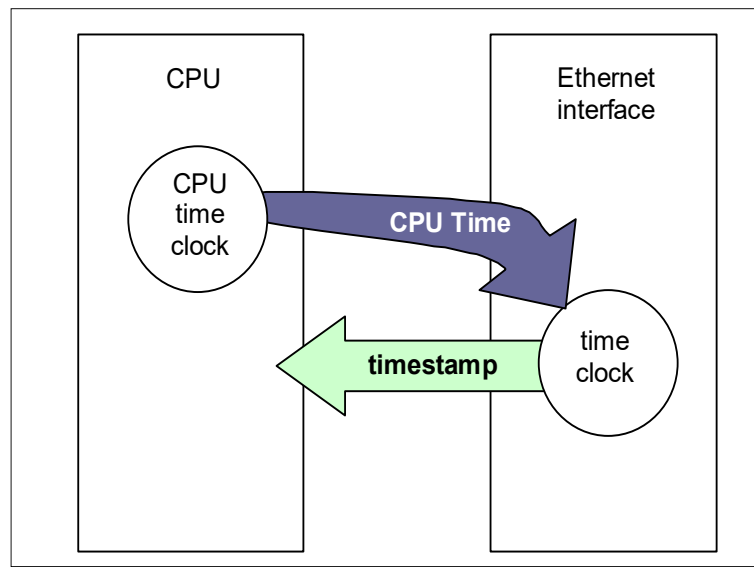 CPU
Ethernet
interface
CPU
time
clock
CPU Time
time
clock
timestamp